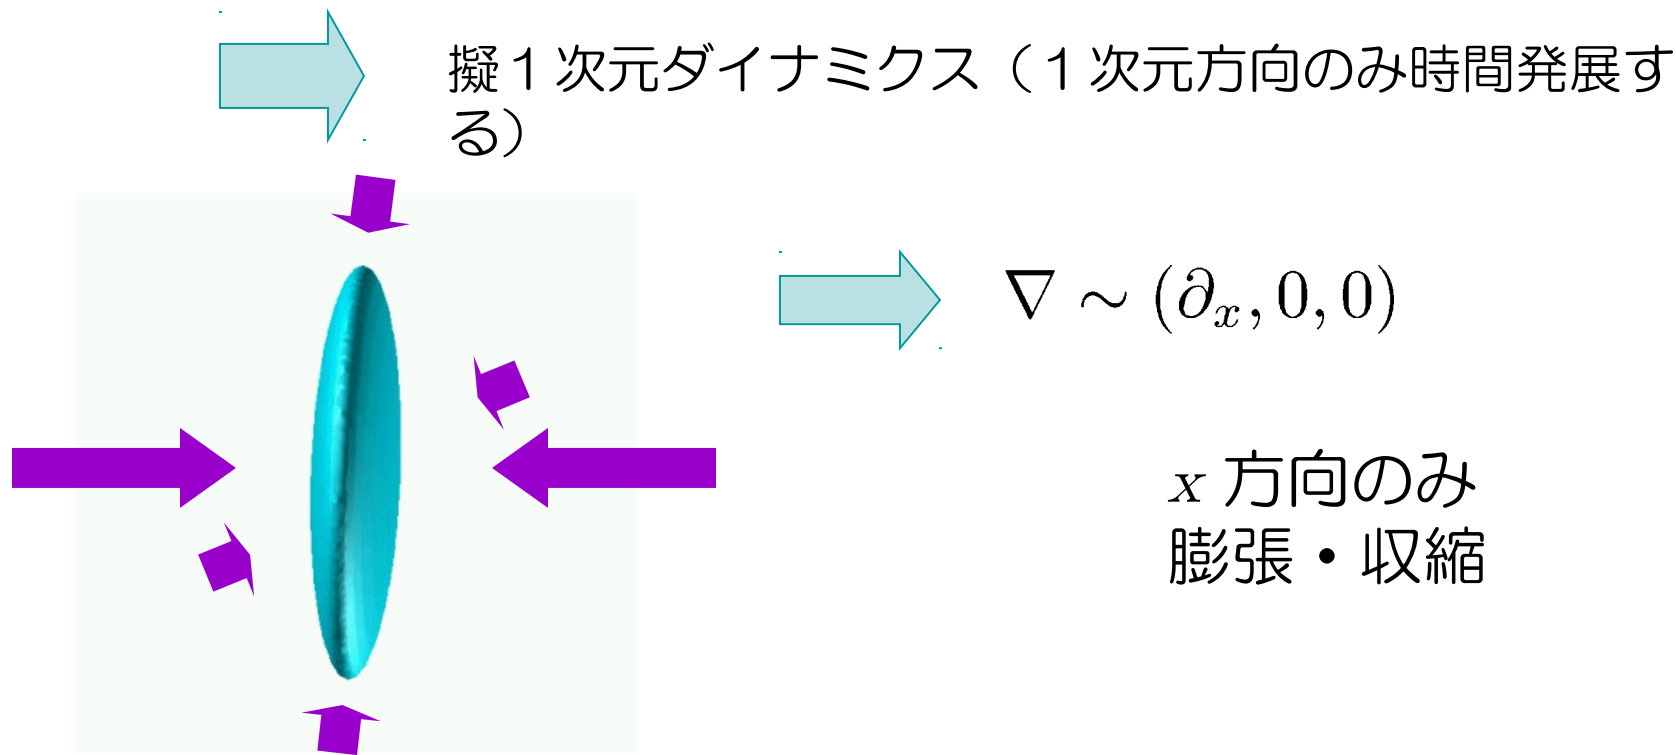 擬１次元ダイナミクス（１次元方向のみ時間発展す
る）
∇ ∼ (∂ₓ, 0, 0)
x 方向のみ
膨張・収縮